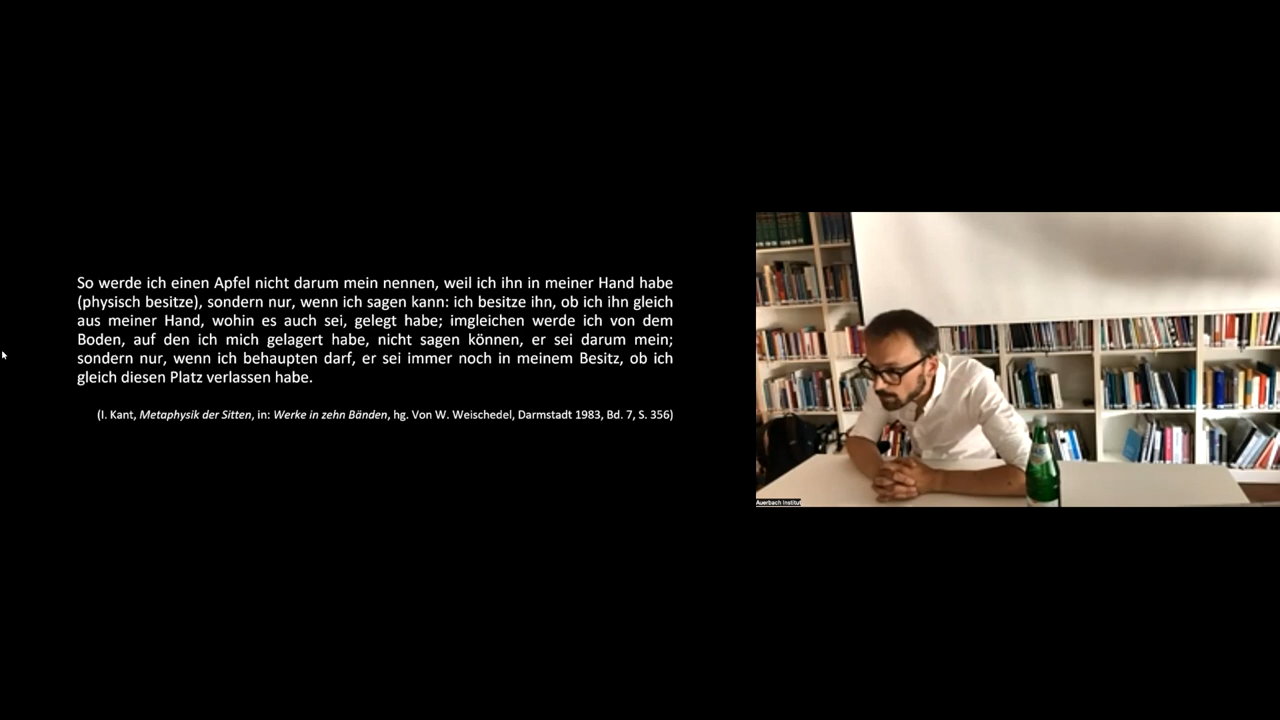 So werde ich einen Apfel nicht darum mein nennen, weil ich ihn in meiner Hand habe
(physisch besitze), sondern nur, wenn ich sagen kann: ich besitze ihn, ob ich ihn gleich
aus meiner Hand, wohin es auch sei, gelegt habe; imgleichen werde ich von dem
Boden, auf den ich mich gelagert habe, nicht sagen können, er sei darum mein;
sondern nur, wenn ich behaupten darf, er sei immer noch in meinem Besitz, ob ich
gleich diesen Platz verlassen habe.
(I. Kant, Metaphysik der Sitten, in: Werke in zehn Bänden, hg. Von W. Weischedel, Darmstadt 1983, Bd. 7, S. 356)
Auerbach Institut